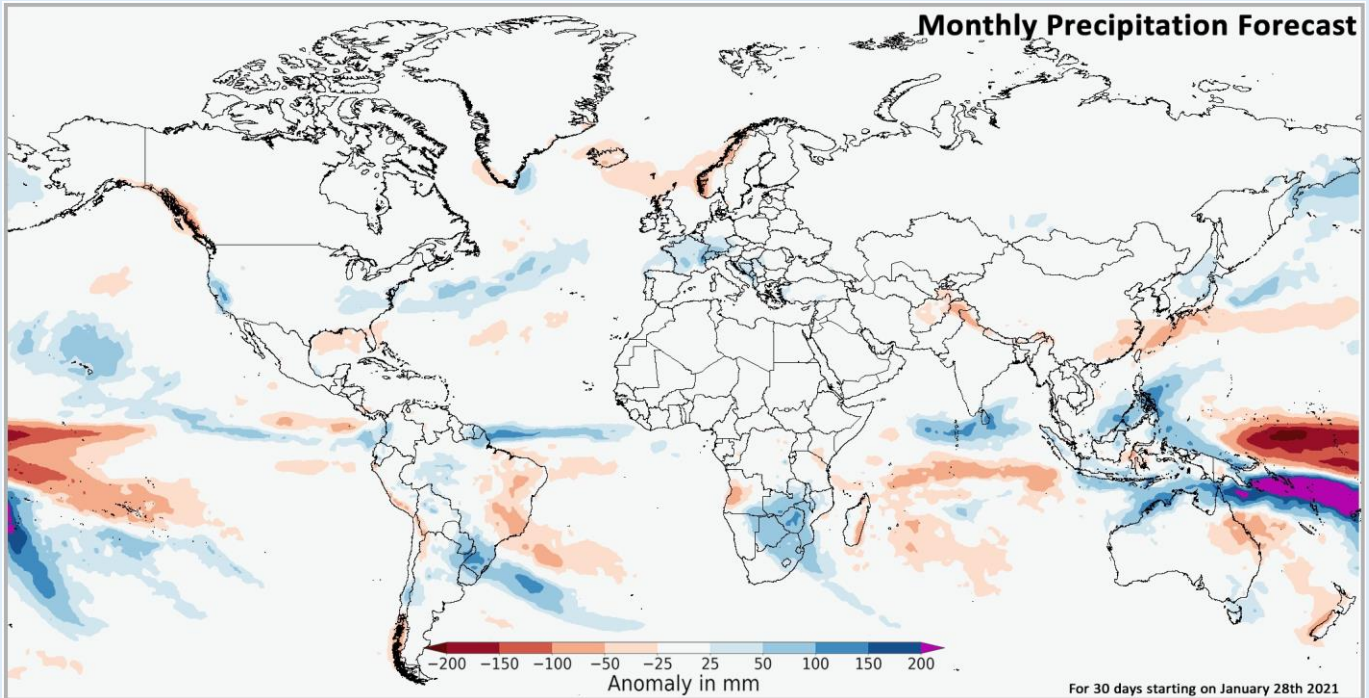 Monthly Precipitation Forecast
−200 −150 −100 −50 −25 25 50 100 150 200
Anomaly in mm
For 30 days starting on January 28th 2021